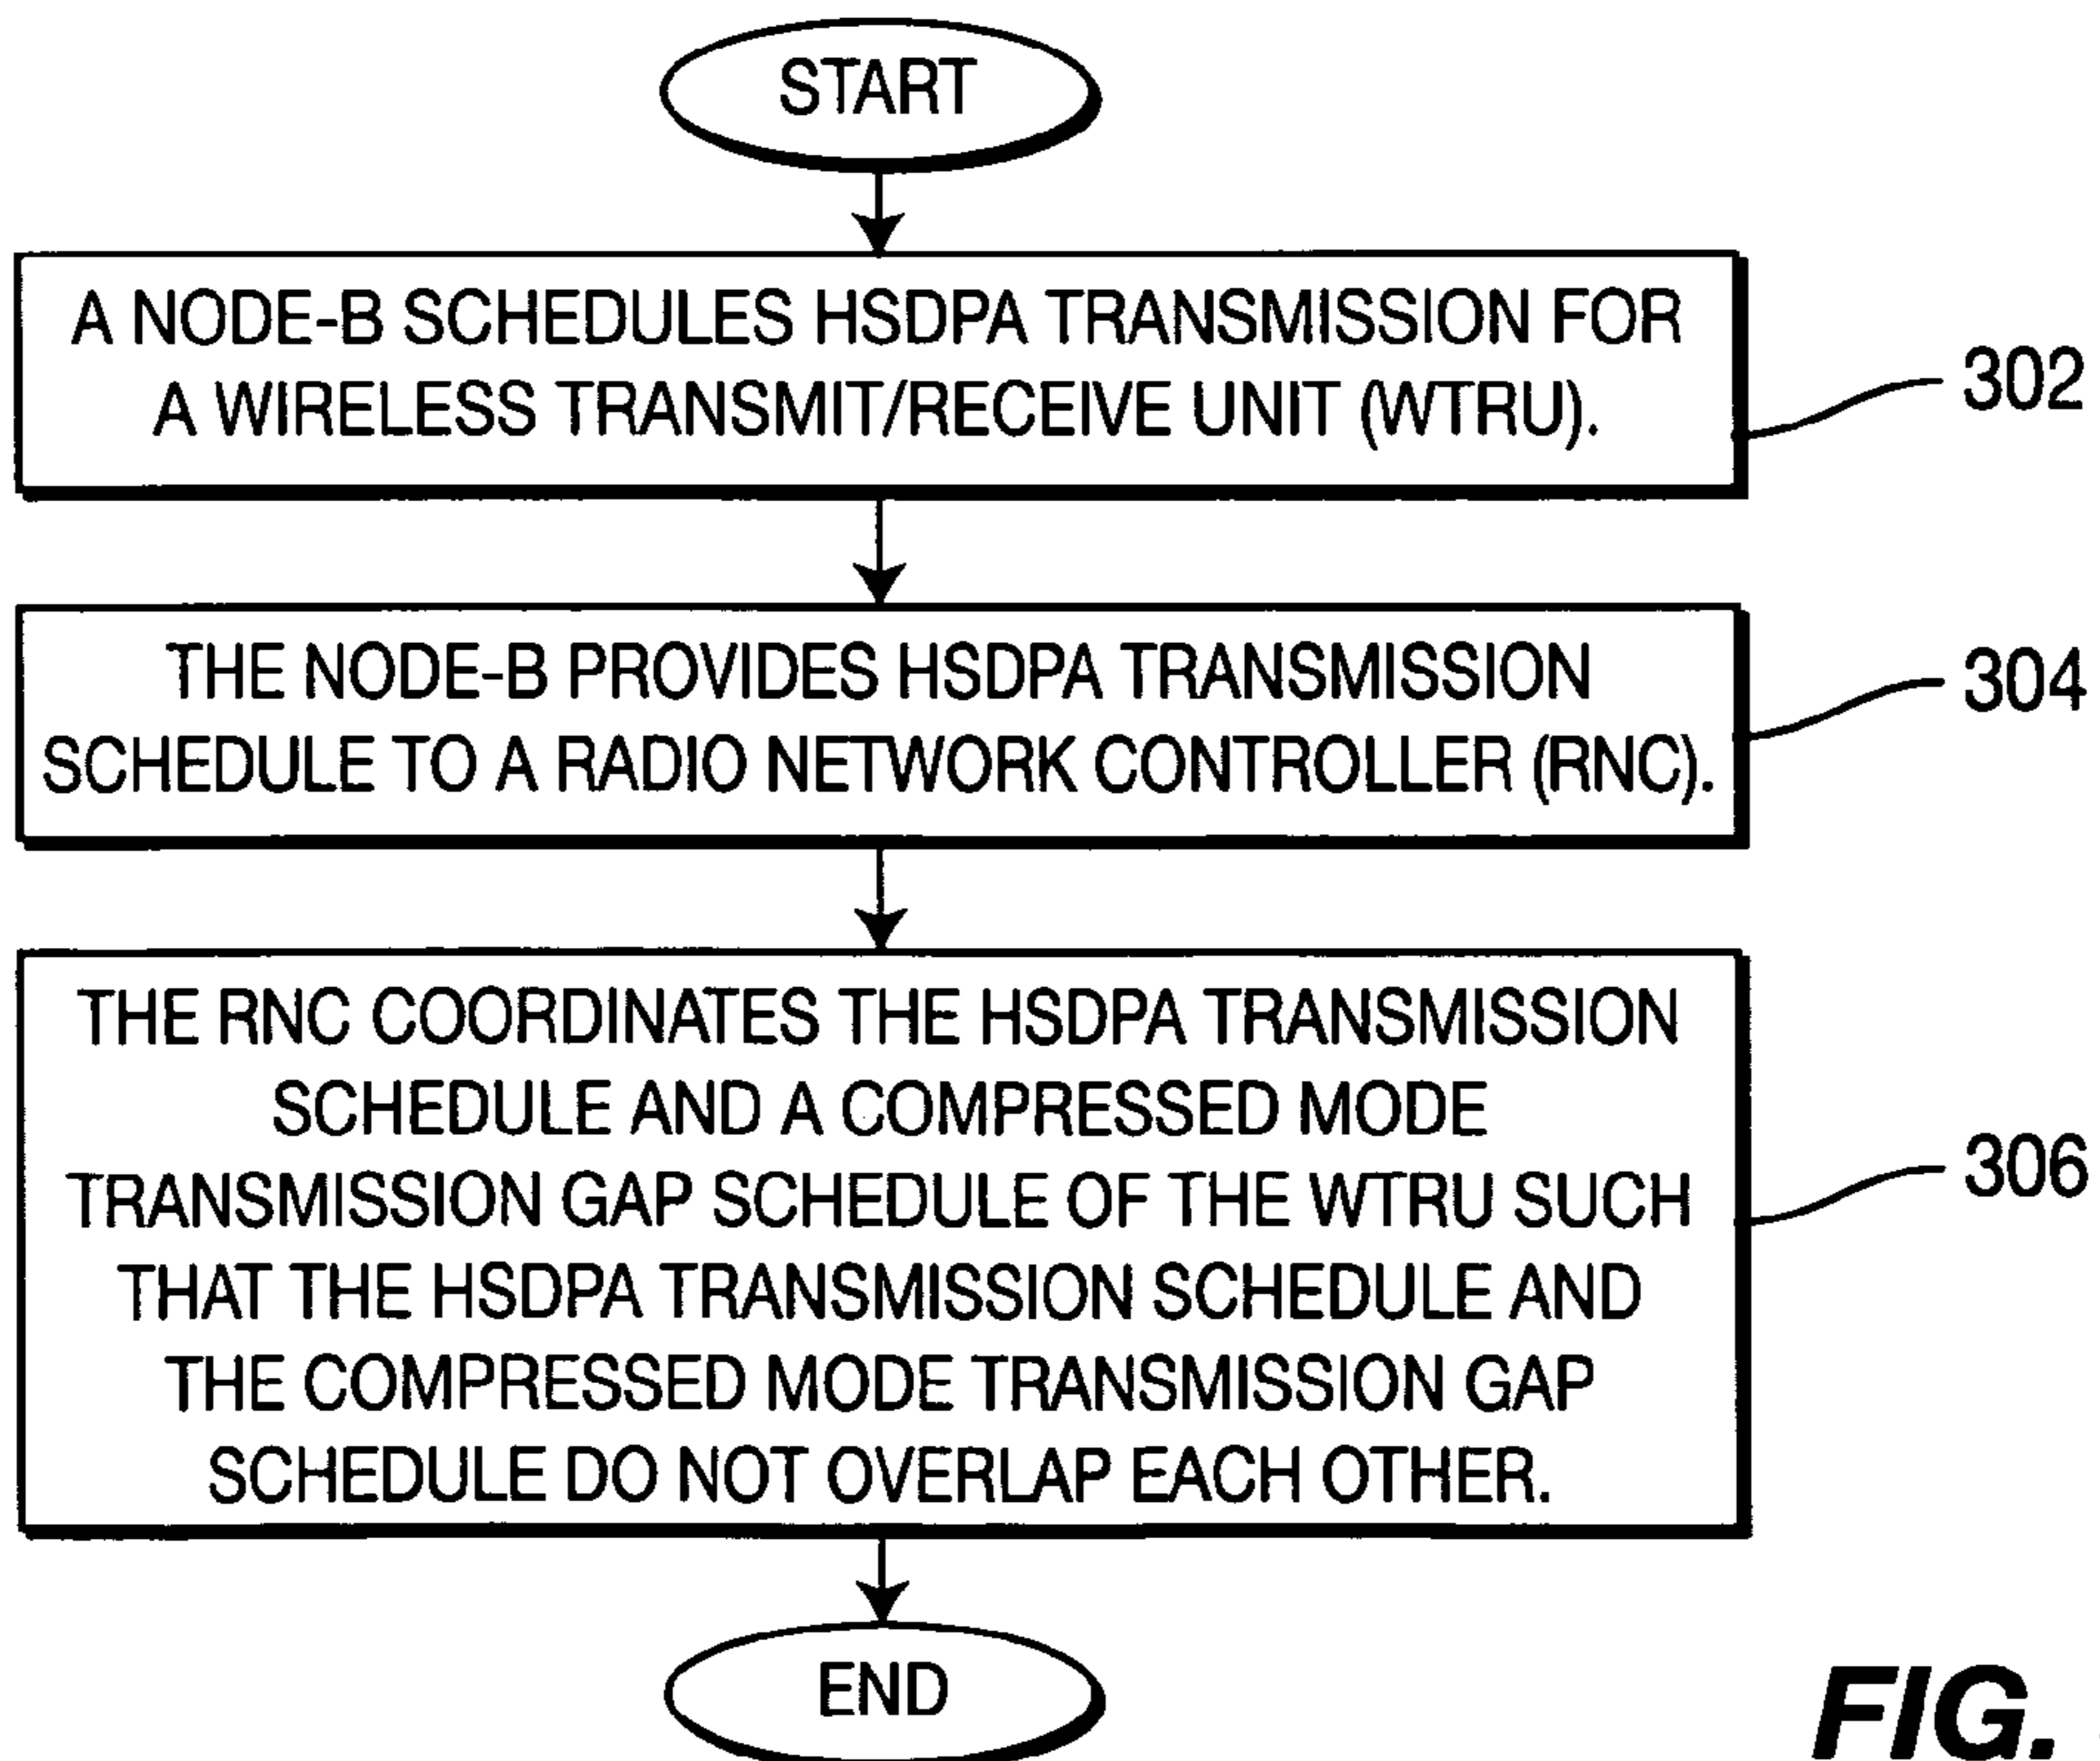 START
A NODE-B SCHEDULES HSDPA TRANSMISSION FOR
A WIRELESS TRANSMIT/RECEIVE UNIT (WTRU).
302
THE NODE-B PROVIDES HSDPA TRANSMISSION
SCHEDULE TO A RADIO NETWORK CONTROLLER (RNC).
304
THE RNC COORDINATES THE HSDPA TRANSMISSION
SCHEDULE AND A COMPRESSED MODE
TRANSMISSION GAP SCHEDULE OF THE WTRU SUCH
THAT THE HSDPA TRANSMISSION SCHEDULE AND
THE COMPRESSED MODE TRANSMISSION GAP
SCHEDULE DO NOT OVERLAP EACH OTHER.
306
END
FIG.